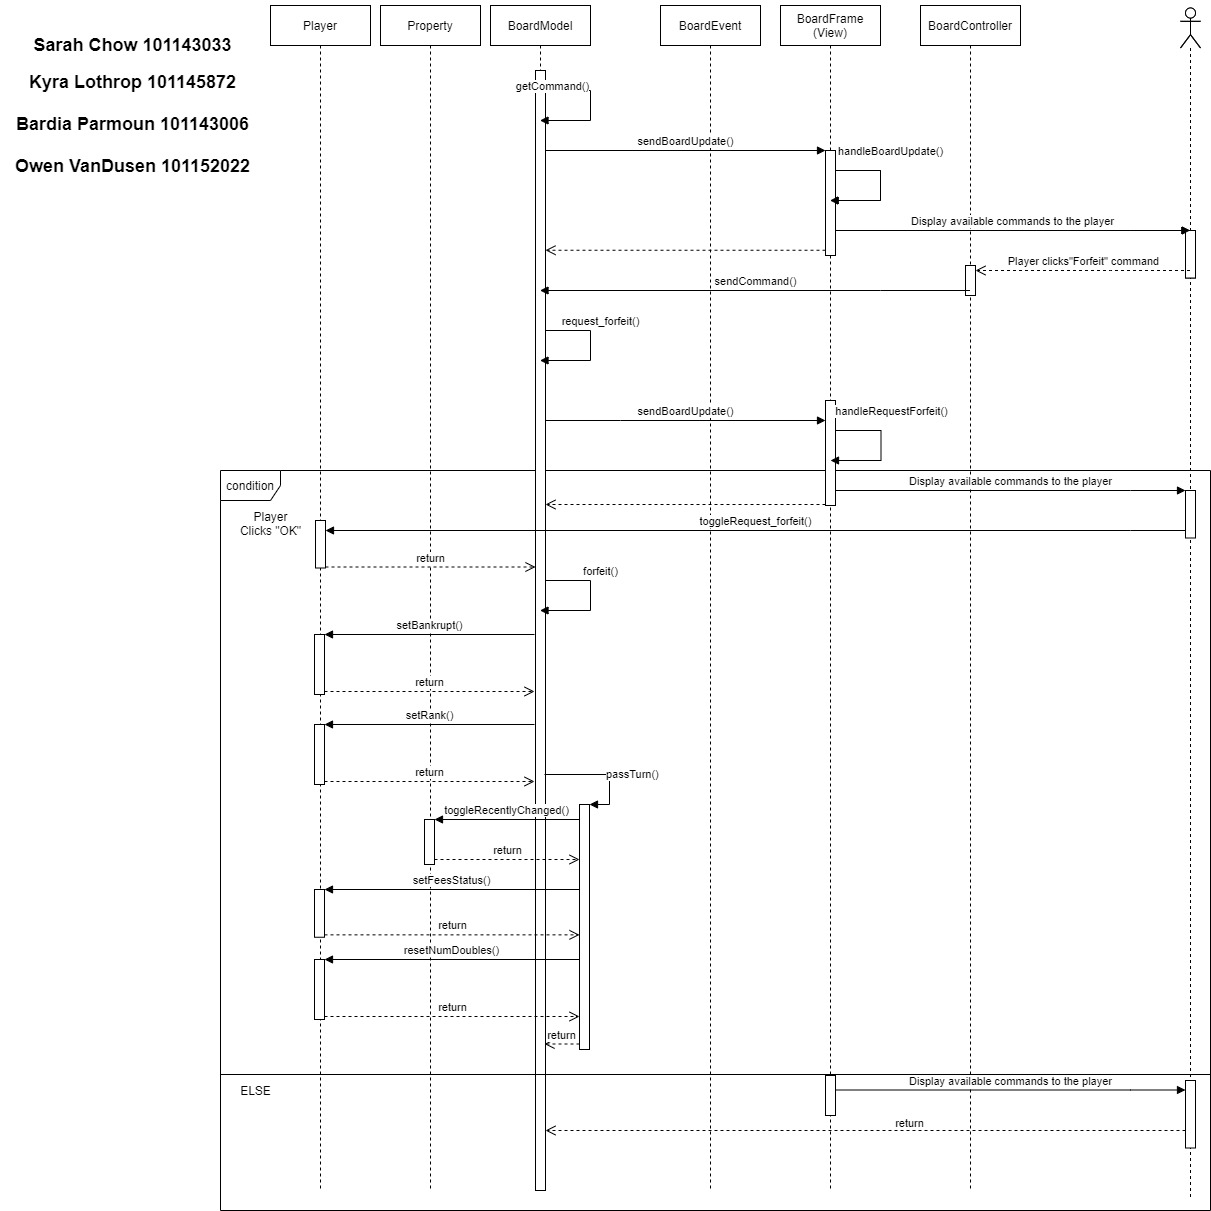 Player
Property
BoardModel
BoardEvent
BoardFrame
(View)
BoardController
Sarah Chow 101143033
Kyra Lothrop 101145872
Bardia Parmoun 101143006
Owen VanDusen 101152022
getCommand()
sendBoardUpdate()
handleBoardUpdate()
Display available commands to the player
Player clicks"Forfeit" command
sendCommand()
request_forfeit()
sendBoardUpdate()
handleRequestForfeit()
condition
Display available commands to the player
Player
Clicks "OK"
toggleRequest_forfeit()
return
forfeit()
setBankrupt()
return
setRank()
return
passTurn()
toggleRecentlyChanged()
return
setFeesStatus()
return
resetNumDoubles()
return
return
ELSE
Display available commands to the player
return